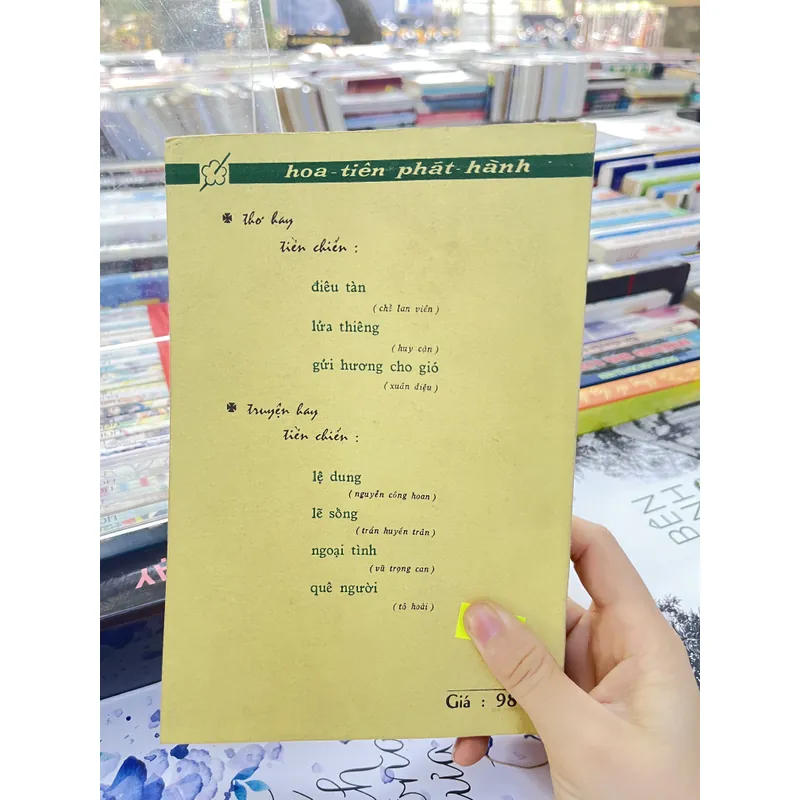 hoa-tiên phát-hành
thơ hay
tiền chiến :
điêu tàn
(chế lan viên)
lửa thiêng
(huy cận)
gửi hương cho gió
(xuân diệu)
truyện hay
tiền chiến :
lệ dung
(nguyễn công hoan)
lẽ sống
(trần huyền trân)
ngoại tình
(vũ trọng can)
quê người
(tô hoài)
Giá : 98
BÊN